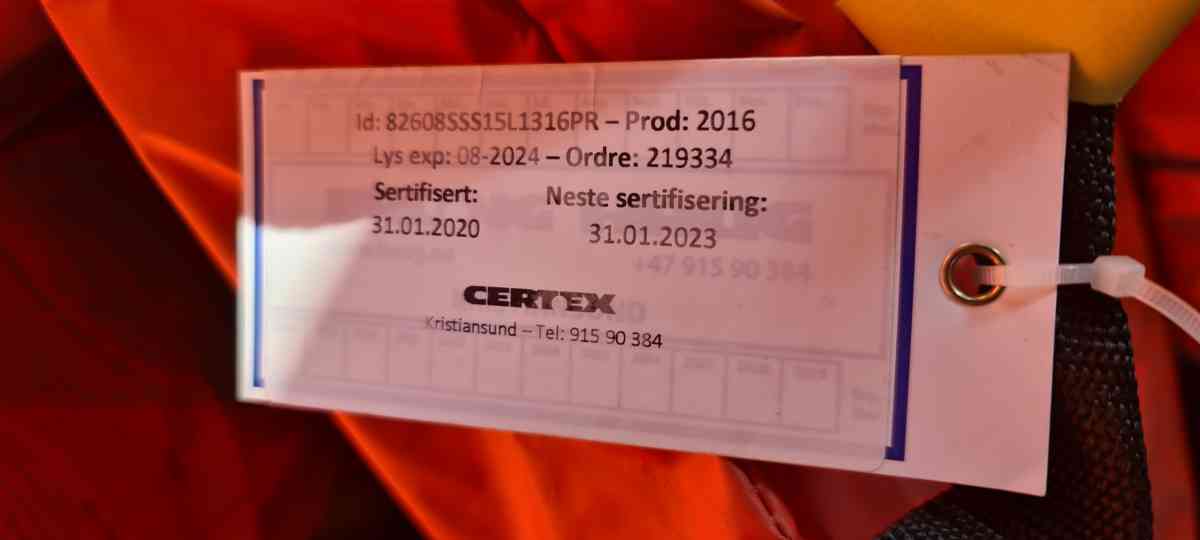 Id: 82608SSS15L1316PR – Prod: 2016
Lys exp: 08-2024 – Ordre: 219334
Sertifisert: Neste sertifisering:
31.01.2020 31.01.2023
+47 915 90 384
CERTEX
Kristiansund – Tel: 915 90 384